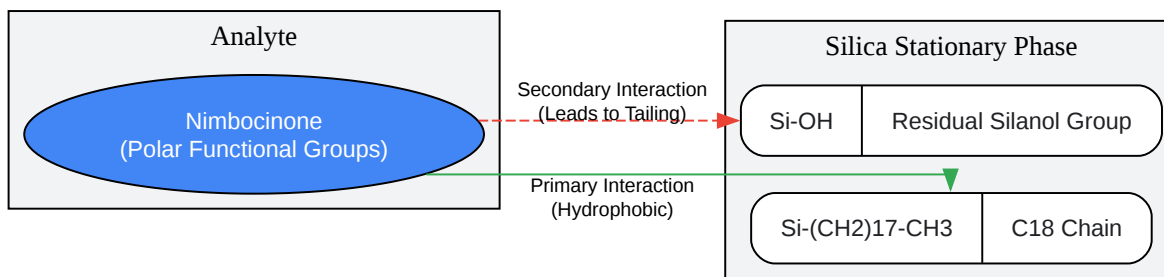 Analyte
Nimbocinone
(Polar Functional Groups)
Secondary Interaction
(Leads to Tailing)
Primary Interaction
(Hydrophobic)
Silica Stationary Phase
Si-OH Residual Silanol Group
Si-(CH2)17-CH3 C18 Chain